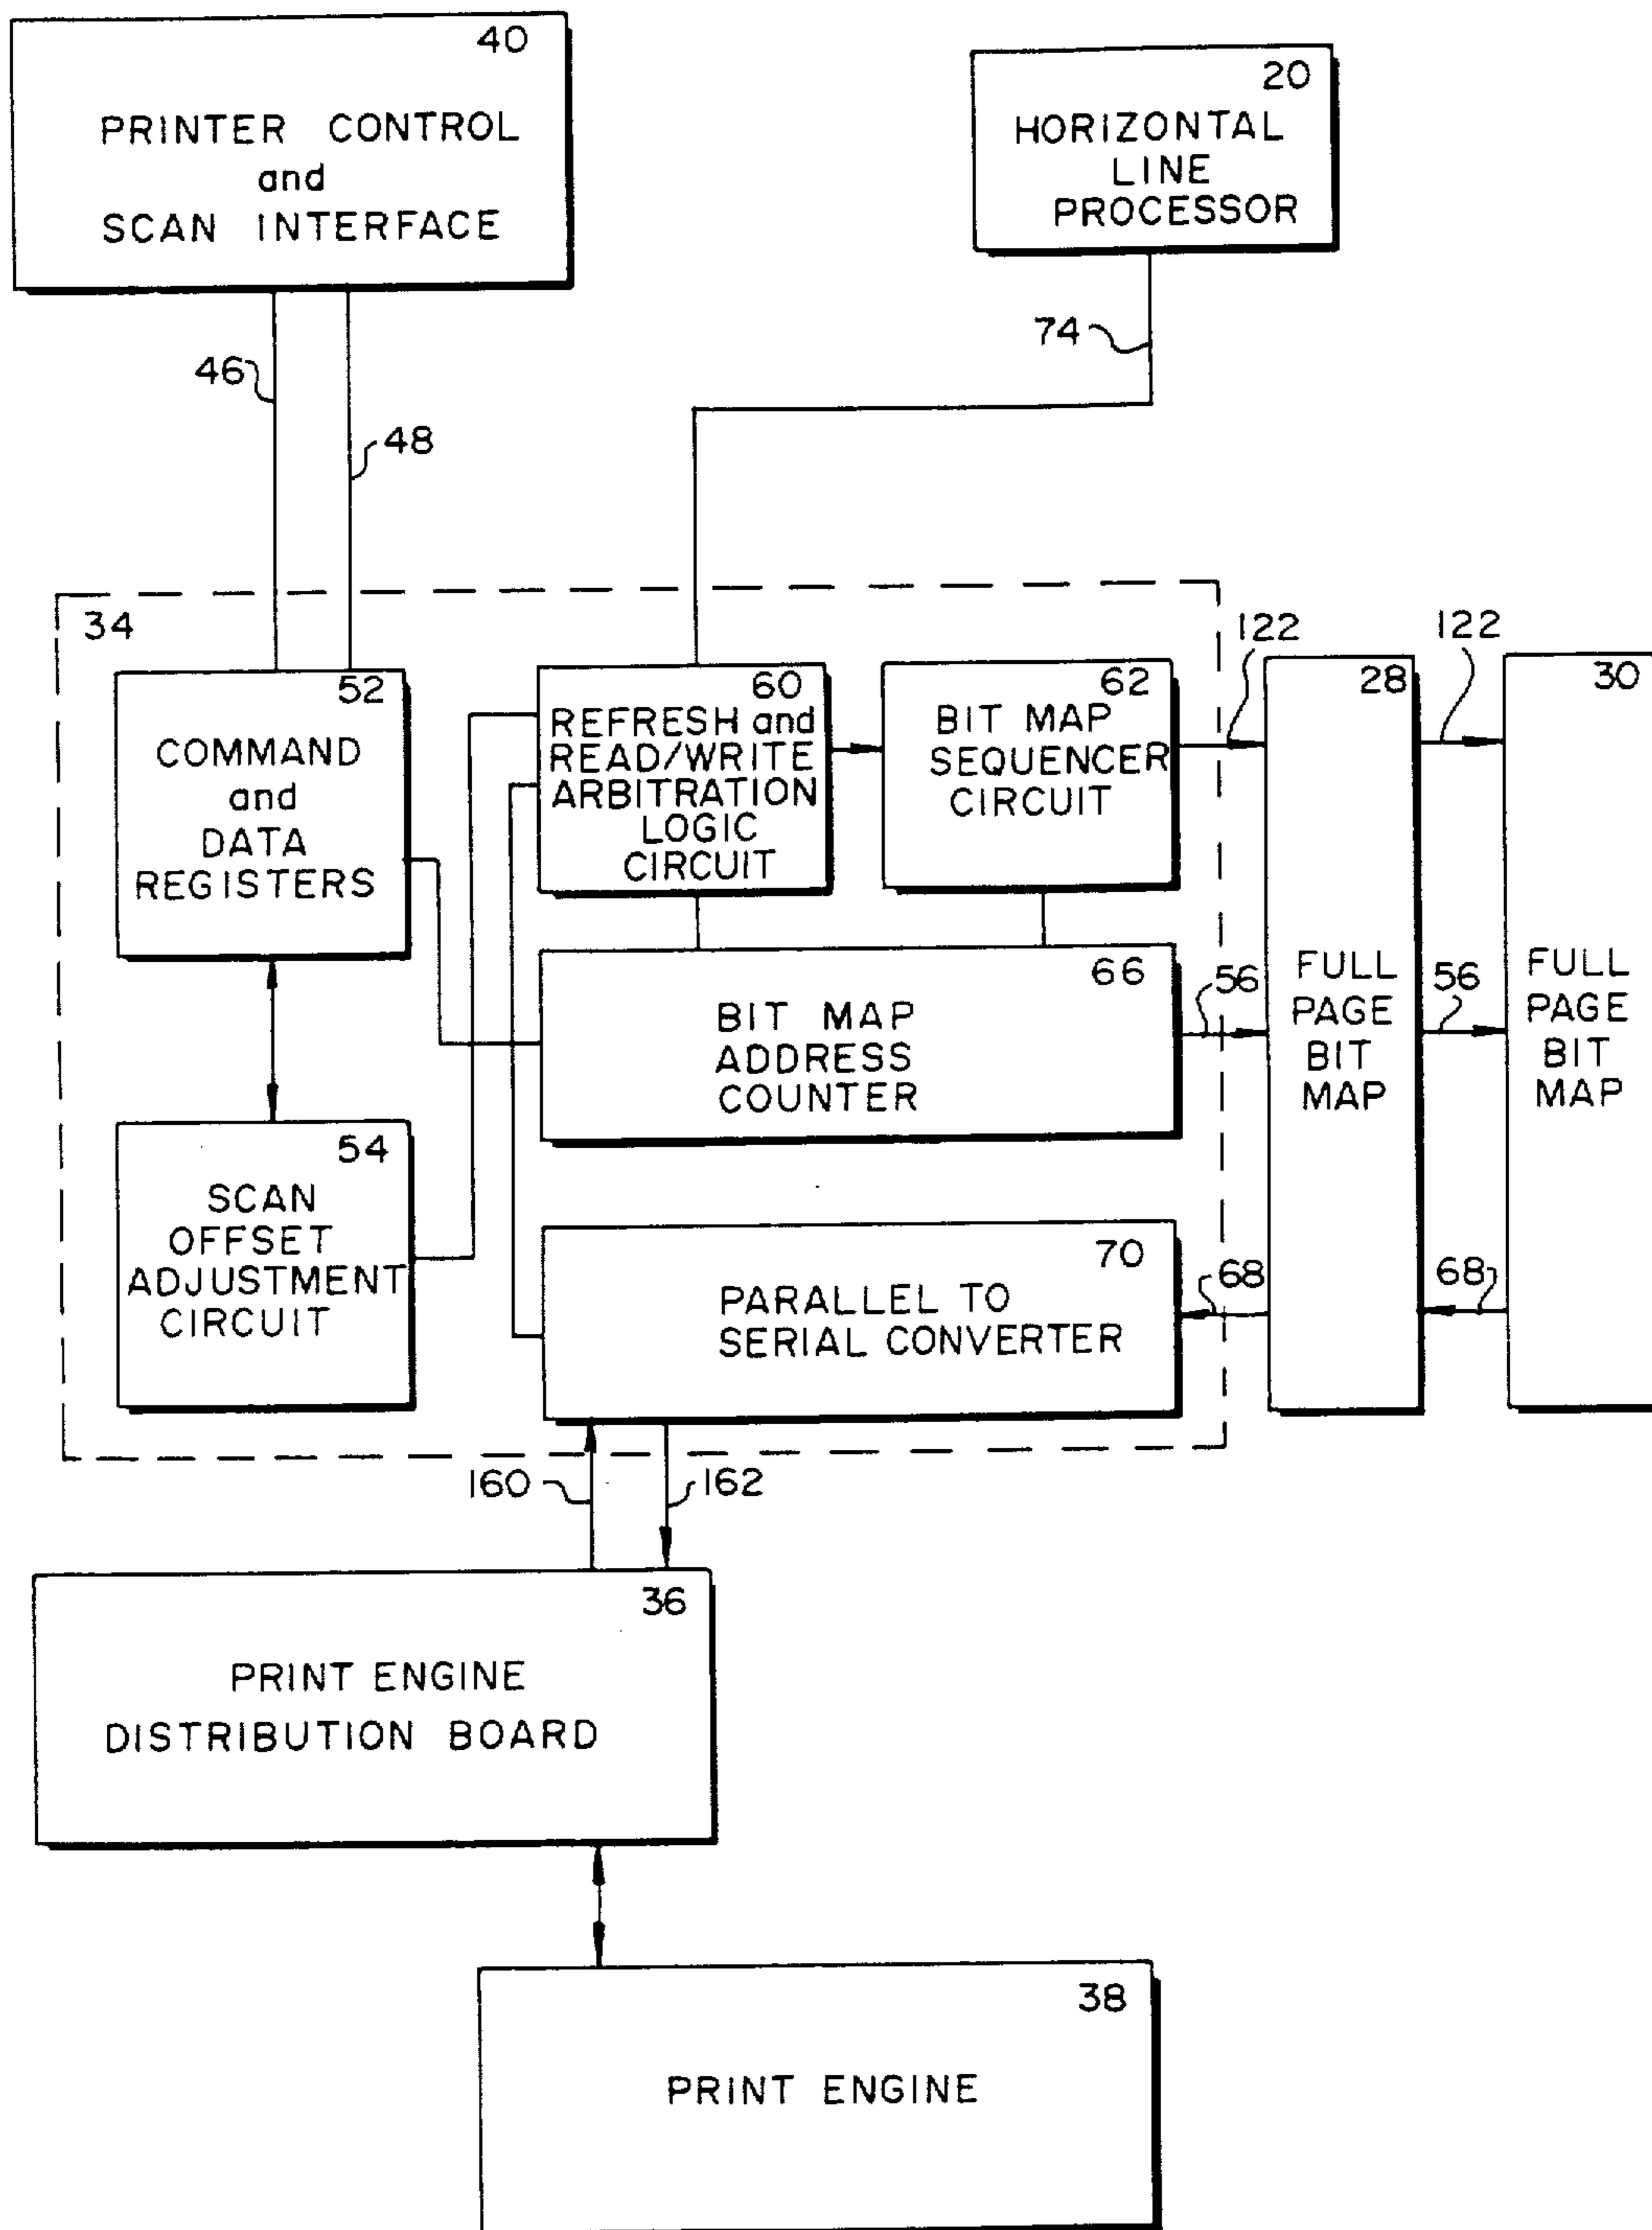 40
PRINTER CONTROL
and
SCAN INTERFACE
20
HORIZONTAL
LINE
PROCESSOR
74
46
48
34
52
COMMAND
and
DATA
REGISTERS
60
REFRESH and
READ/WRITE
ARBITRATION
LOGIC
CIRCUIT
62
BIT MAP
SEQUENCER
CIRCUIT
122
28
FULL
PAGE
BIT
MAP
122
30
FULL
PAGE
BIT
MAP
66
BIT MAP
ADDRESS
COUNTER
56
56
54
SCAN
OFFSET
ADJUSTMENT
CIRCUIT
70
PARALLEL TO
SERIAL CONVERTER
68
68
160
162
36
PRINT ENGINE
DISTRIBUTION BOARD
38
PRINT ENGINE